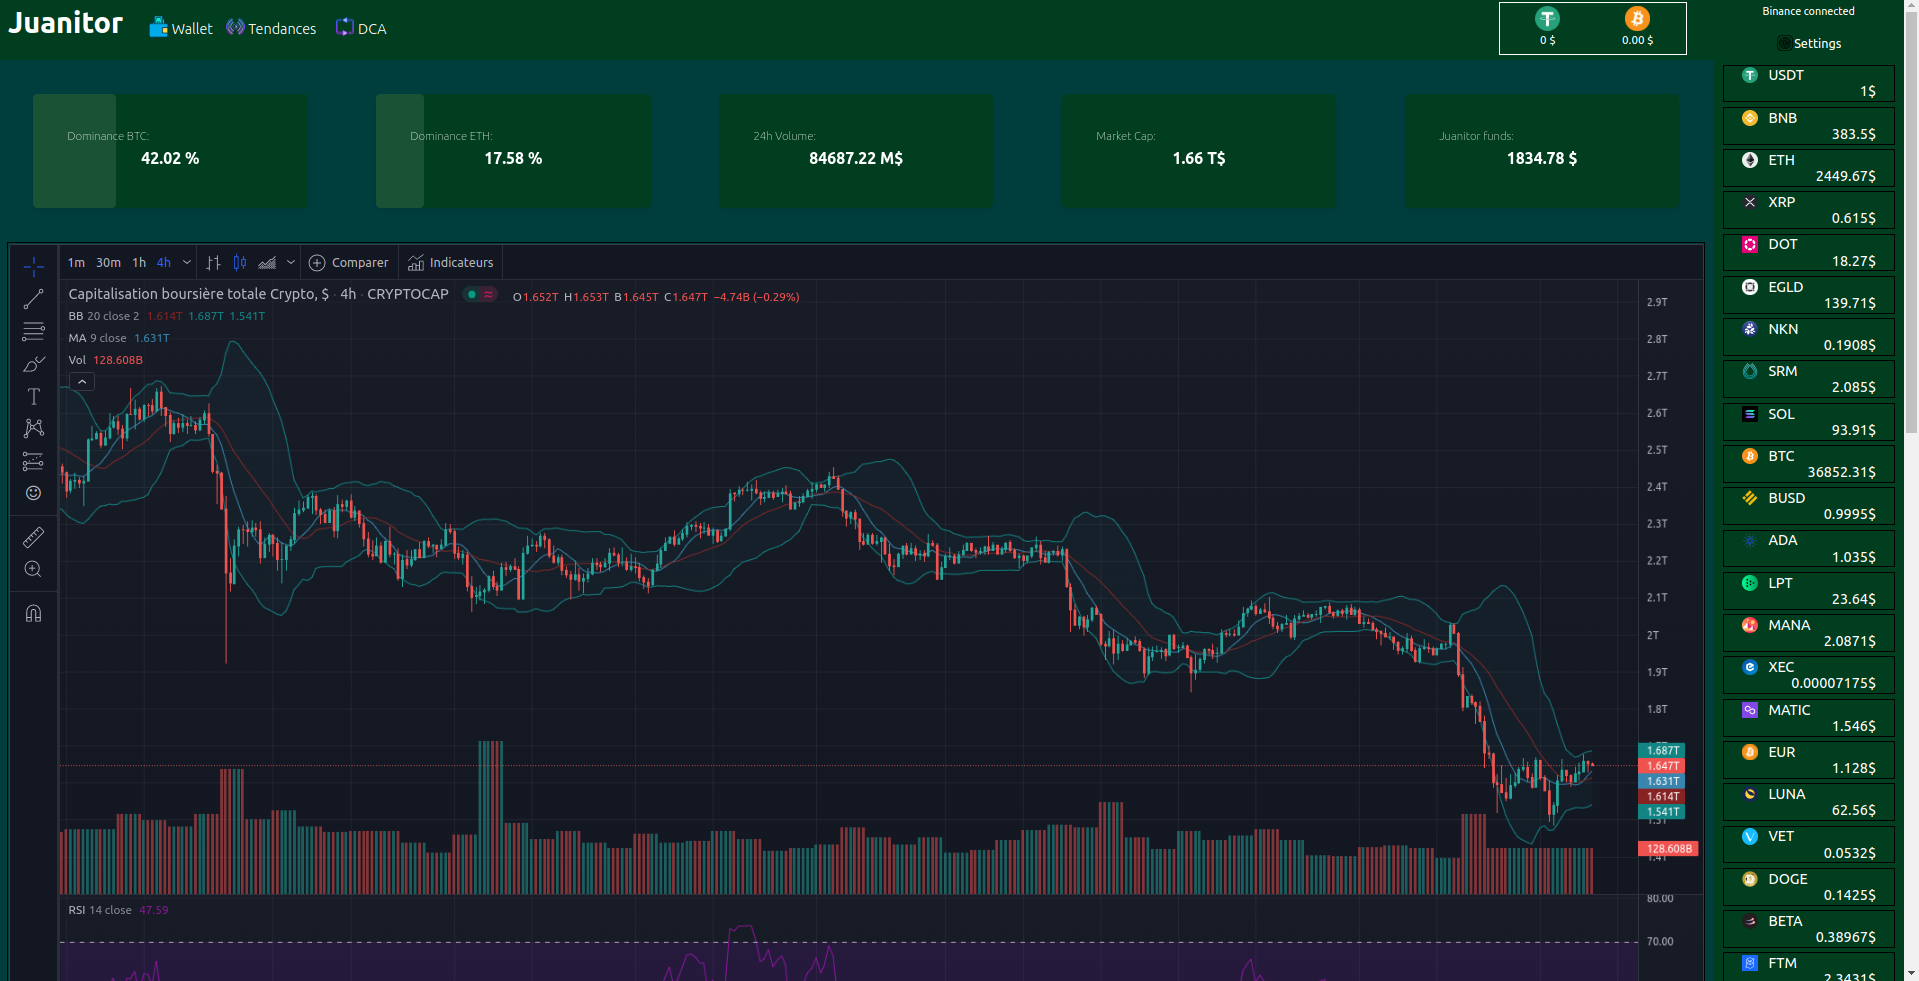 Juanitor
Wallet
Tendances
DCA
0 $
0.00 $
Binance connected
Settings
Dominance BTC:
42.02 %
Dominance ETH:
17.58 %
24h Volume:
84687.22 M$
Market Cap:
1.66 T$
Juanitor funds:
1834.78 $
1m 30m 1h 4h
Comparer
Indicateurs
Capitalisation boursière totale Crypto, $ · 4h · CRYPTOCAP
O1.652T H1.653T B1.645T C1.647T −4.74B (−0.29%)
BB 20 close 2 1.614T 1.687T 1.541T
MA 9 close 1.631T
Vol 128.608B
2.9T
2.8T
2.7T
2.6T
2.5T
2.4T
2.3T
2.2T
2.1T
2T
1.9T
1.8T
1.687T
1.647T
1.631T
1.614T
1.541T
128.608B
RSI 14 close 47.59
80.00
70.00
USDT
1$
BNB
383.5$
ETH
2449.67$
XRP
0.615$
DOT
18.27$
EGLD
139.71$
NKN
0.1908$
SRM
2.085$
SOL
93.91$
BTC
36852.31$
BUSD
0.9995$
ADA
1.035$
LPT
23.64$
MANA
2.0871$
XEC
0.00007175$
MATIC
1.546$
EUR
1.128$
LUNA
62.56$
VET
0.0532$
DOGE
0.1425$
BETA
0.38967$
FTM
2.3431$